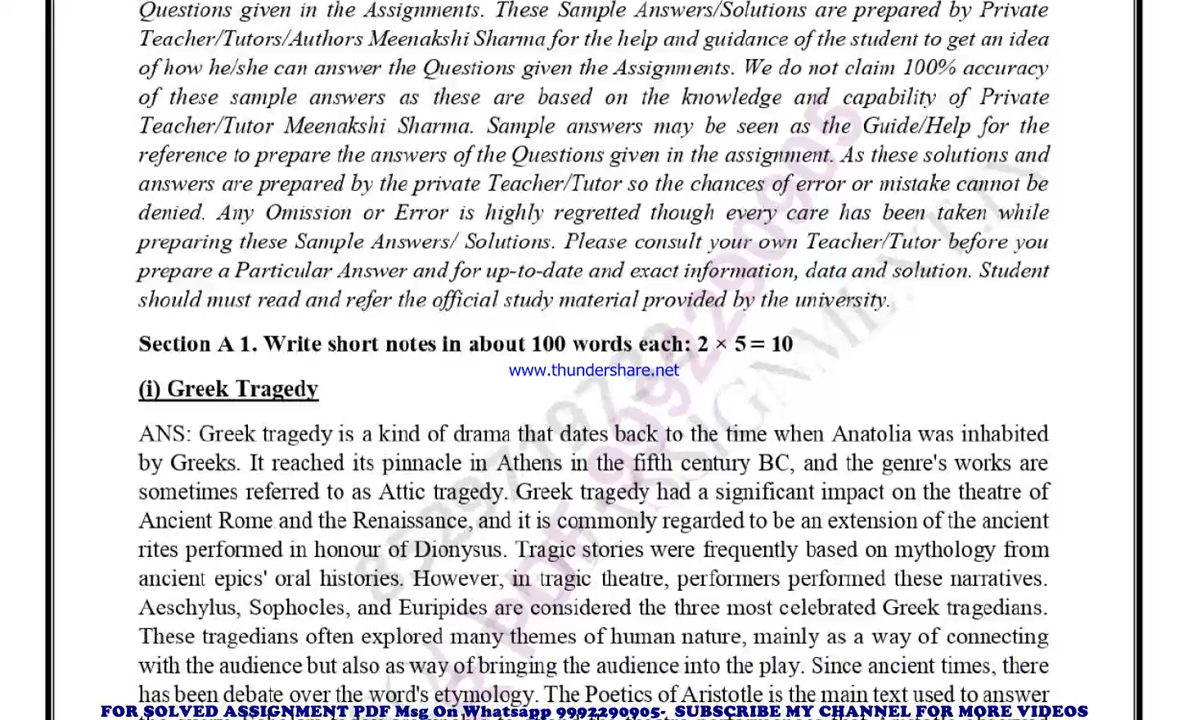 Questions given in the Assignments. These Sample Answers/Solutions are prepared by Private
Teacher/Tutors/Authors Meenakshi Sharma for the help and guidance of the student to get an idea
of how he/she can answer the Questions given the Assignments. We do not claim 100% accuracy
of these sample answers as these are based on the knowledge and capability of Private
Teacher/Tutor Meenakshi Sharma. Sample answers may be seen as the Guide/Help for the
reference to prepare the answers of the Questions given in the assignment. As these solutions and
answers are prepared by the private Teacher/Tutor so the chances of error or mistake cannot be
denied. Any Omission or Error is highly regretted though every care has been taken while
preparing these Sample Answers/ Solutions. Please consult your own Teacher/Tutor before you
prepare a Particular Answer and for up-to-date and exact information, data and solution. Student
should must read and refer the official study material provided by the university.
Section A 1. Write short notes in about 100 words each: 2 × 5 = 10
www.thundershare.net
(i) Greek Tragedy
ANS: Greek tragedy is a kind of drama that dates back to the time when Anatolia was inhabited
by Greeks. It reached its pinnacle in Athens in the fifth century BC, and the genre's works are
sometimes referred to as Attic tragedy. Greek tragedy had a significant impact on the theatre of
Ancient Rome and the Renaissance, and it is commonly regarded to be an extension of the ancient
rites performed in honour of Dionysus. Tragic stories were frequently based on mythology from
ancient epics' oral histories. However, in tragic theatre, performers performed these narratives.
Aeschylus, Sophocles, and Euripides are considered the three most celebrated Greek tragedians.
These tragedians often explored many themes of human nature, mainly as a way of connecting
with the audience but also as way of bringing the audience into the play. Since ancient times, there
has been debate over the word's etymology. The Poetics of Aristotle is the main text used to answer
FOR SOLVED ASSIGNMENT PDF Msg On Whatsapp 9992290905- SUBSCRIBE MY CHANNEL FOR MORE VIDEOS